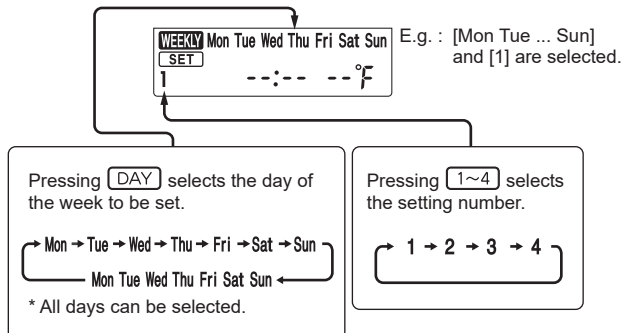 WEEKLY Mon Tue Wed Thu Fri Sat Sun
SET
1 --:-- --°F
E.g. : [Mon Tue ... Sun]
and [1] are selected.
Pressing DAY selects the day of
the week to be set.
Mon → Tue → Wed → Thu → Fri → Sat → Sun
Mon Tue Wed Thu Fri Sat Sun
* All days can be selected.
Pressing 1~4 selects
the setting number.
1 → 2 → 3 → 4